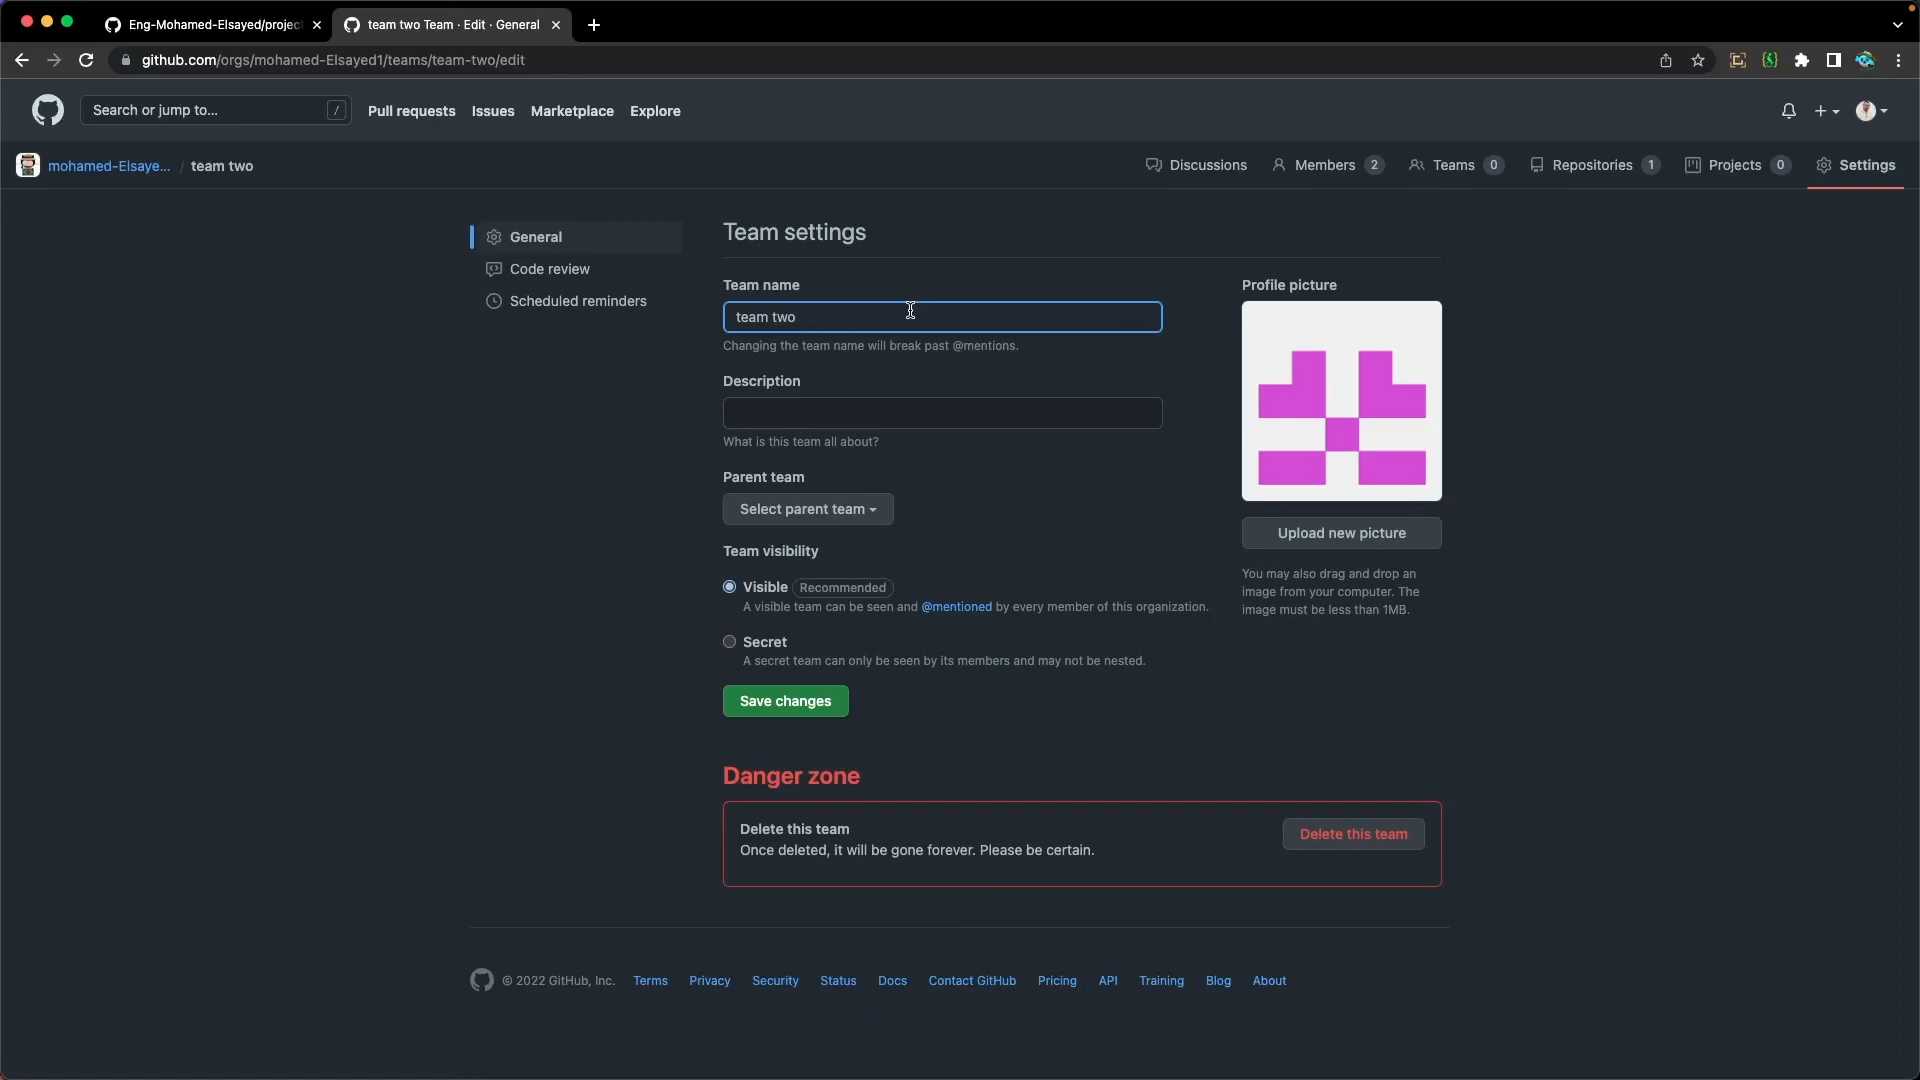 Eng-Mohamed-Elsayed/projec
team two Team · Edit · General
github.com/orgs/mohamed-Elsayed1/teams/team-two/edit
Search or jump to...
/
Pull requests
Issues
Marketplace
Explore
mohamed-Elsaye... / team two
Discussions
Members 2
Teams 0
Repositories 1
Projects 0
Settings
General
Code review
Scheduled reminders
Team settings
Team name
team two
Changing the team name will break past @mentions.
Description
What is this team all about?
Parent team
Select parent team
Team visibility
Visible Recommended
A visible team can be seen and @mentioned by every member of this organization.
Secret
A secret team can only be seen by its members and may not be nested.
Save changes
Profile picture
Upload new picture
You may also drag and drop an
image from your computer. The
image must be less than 1MB.
Danger zone
Delete this team
Once deleted, it will be gone forever. Please be certain.
Delete this team
© 2022 GitHub, Inc.
Terms
Privacy
Security
Status
Docs
Contact GitHub
Pricing
API
Training
Blog
About